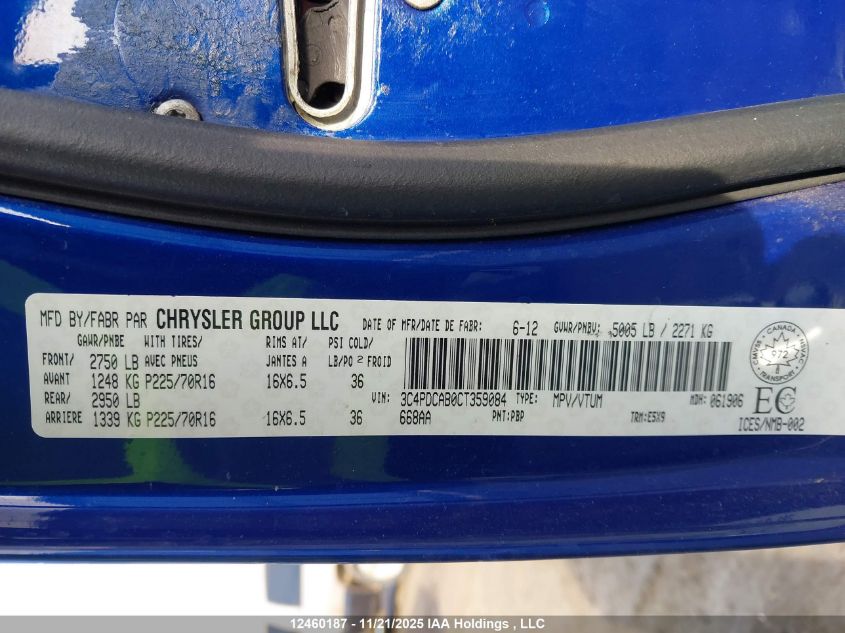 MFD BY/FABR PAR CHRYSLER GROUP LLC DATE OF MFR/DATE DE FABR: 6-12 GVWR/PNBV: 5005 LB / 2271 KG
GAWR/PNBE WITH TIRES/ RIMS AT/ PSI COLD/
FRONT/ 2750 LB AVEC PNEUS JANTES A LB/PO² FROID
AVANT 1248 KG P225/70R16 16X6.5 36 VIN: 3C4PDCAB0CT359084 TYPE: MPV/VTUM MDH: 061906
REAR/ 2950 LB
ARRIERE 1339 KG P225/70R16 16X6.5 36 668AA PNT:PBP TRM:E5X9
CANADA
CMVSS NSVAC
972
TRANSPORT
EC
ICES/NMB-002
12460187 - 11/21/2025 IAA Holdings , LLC